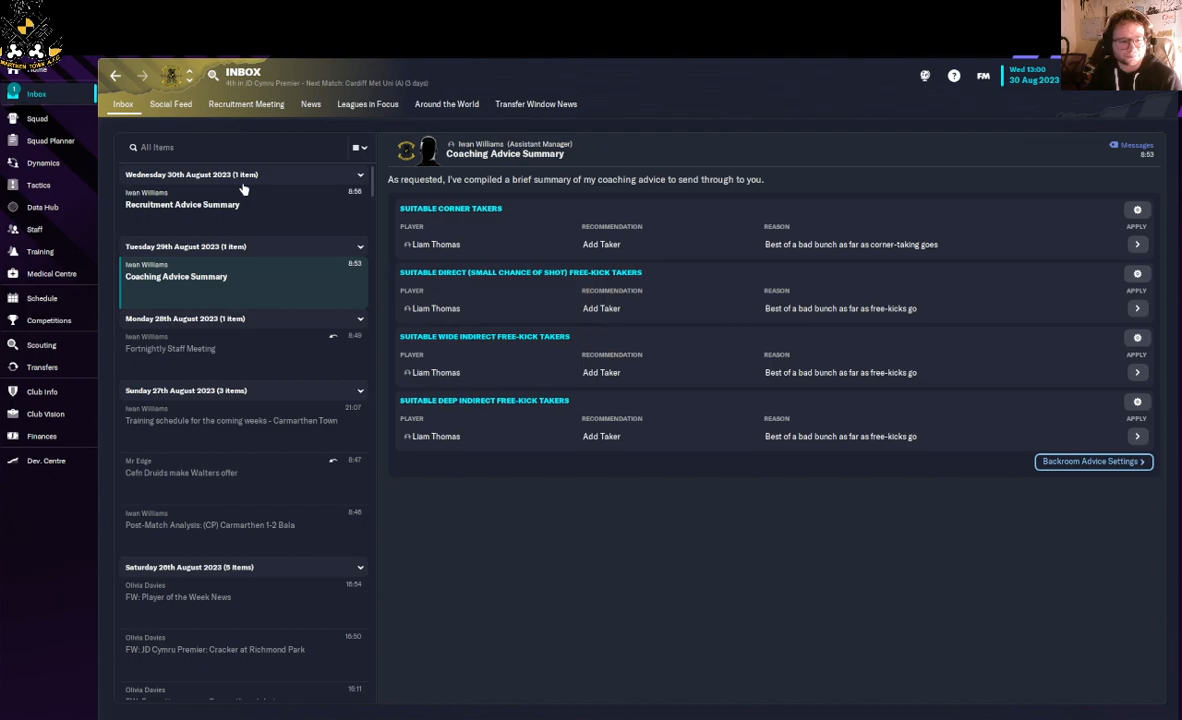 INBOX
4th in JD Cymru Premier - Next Match: Cardiff Met Uni (A) (3 days)
FM
Wed 13:00
30 Aug 2023
Home
1
Inbox
Squad
Squad Planner
Dynamics
Tactics
Data Hub
Staff
Training
Medical Centre
Schedule
Competitions
Scouting
Transfers
Club Info
Club Vision
Finances
Dev. Centre
Inbox Social Feed Recruitment Meeting News Leagues in Focus Around the World Transfer Window News
All Items
Wednesday 30th August 2023 (1 item)
Iwan Williams 8:56
Recruitment Advice Summary
Tuesday 29th August 2023 (1 item)
Iwan Williams 8:53
Coaching Advice Summary
Monday 28th August 2023 (1 item)
Iwan Williams 8:49
Fortnightly Staff Meeting
Sunday 27th August 2023 (3 items)
Iwan Williams 21:07
Training schedule for the coming weeks - Carmarthen Town
Mr Edge 8:47
Cefn Druids make Walters offer
Iwan Williams 8:46
Post-Match Analysis: (CP) Carmarthen 1-2 Bala
Saturday 26th August 2023 (5 items)
Olivia Davies 16:54
FW: Player of the Week News
Olivia Davies 16:50
FW: JD Cymru Premier: Cracker at Richmond Park
Olivia Davies 16:11
Iwan Williams (Assistant Manager)
Coaching Advice Summary
Messages
8:53
As requested, I've compiled a brief summary of my coaching advice to send through to you.
SUITABLE CORNER TAKERS
PLAYER RECOMMENDATION REASON APPLY
Liam Thomas Add Taker Best of a bad bunch as far as corner-taking goes
SUITABLE DIRECT (SMALL CHANCE OF SHOT) FREE-KICK TAKERS
PLAYER RECOMMENDATION REASON APPLY
Liam Thomas Add Taker Best of a bad bunch as far as free-kicks go
SUITABLE WIDE INDIRECT FREE-KICK TAKERS
PLAYER RECOMMENDATION REASON APPLY
Liam Thomas Add Taker Best of a bad bunch as far as free-kicks go
SUITABLE DEEP INDIRECT FREE-KICK TAKERS
PLAYER RECOMMENDATION REASON APPLY
Liam Thomas Add Taker Best of a bad bunch as far as free-kicks go
Backroom Advice Settings